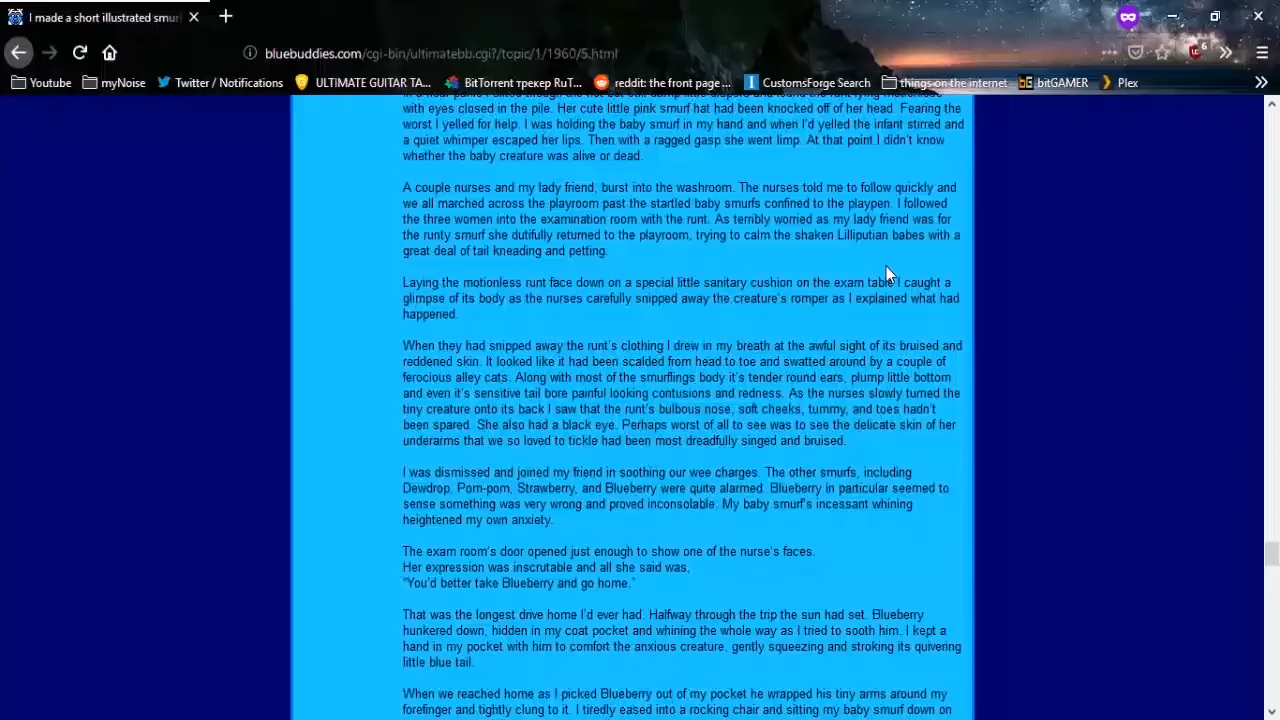 I made a short illustrated smur
bluebuddies.com/cgi-bin/ultimatebb.cgi?/topic/1/1960/5.html
6
Youtube
myNoise
Twitter / Notifications
ULTIMATE GUITAR TA...
BitTorrent трекер RuT...
reddit: the front page ...
CustomsForge Search
things on the internet
bitGAMER
Plex
with eyes closed in the pile. Her cute little pink smurf hat had been knocked off of her head. Fearing the
worst I yelled for help. I was holding the baby smurf in my hand and when I'd yelled the infant stirred and
a quiet whimper escaped her lips. Then with a ragged gasp she went limp. At that point I didn't know
whether the baby creature was alive or dead.
A couple nurses and my lady friend, burst into the washroom. The nurses told me to follow quickly and
we all marched across the playroom past the startled baby smurfs confined to the playpen. I followed
the three women into the examination room with the runt. As terribly worried as my lady friend was for
the runty smurf she dutifully returned to the playroom, trying to calm the shaken Lilliputian babes with a
great deal of tail kneading and petting.
Laying the motionless runt face down on a special little sanitary cushion on the exam table I caught a
glimpse of its body as the nurses carefully snipped away the creature's romper as I explained what had
happened.
When they had snipped away the runt's clothing I drew in my breath at the awful sight of its bruised and
reddened skin. It looked like it had been scalded from head to toe and swatted around by a couple of
ferocious alley cats. Along with most of the smurflings body it's tender round ears, plump little bottom
and even it's sensitive tail bore painful looking contusions and redness. As the nurses slowly turned the
tiny creature onto its back I saw that the runt's bulbous nose, soft cheeks, tummy, and toes hadn't
been spared. She also had a black eye. Perhaps worst of all to see was to see the delicate skin of her
underarms that we so loved to tickle had been most dreadfully singed and bruised.
I was dismissed and joined my friend in soothing our wee charges. The other smurfs, including
Dewdrop, Pom-pom, Strawberry, and Blueberry were quite alarmed. Blueberry in particular seemed to
sense something was very wrong and proved inconsolable. My baby smurf's incessant whining
heightened my own anxiety.
The exam room's door opened just enough to show one of the nurse's faces.
Her expression was inscrutable and all she said was,
"You'd better take Blueberry and go home."
That was the longest drive home I'd ever had. Halfway through the trip the sun had set. Blueberry
hunkered down, hidden in my coat pocket and whining the whole way as I tried to sooth him. I kept a
hand in my pocket with him to comfort the anxious creature, gently squeezing and stroking its quivering
little blue tail.
When we reached home as I picked Blueberry out of my pocket he wrapped his tiny arms around my
forefinger and tightly clung to it. I tiredly eased into a rocking chair and sitting my baby smurf down on